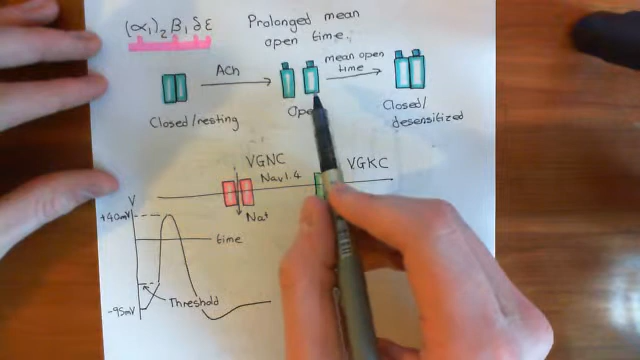 (α₁)₂ β₁ δε
Prolonged mean
open time.
ACh
mean open
time
Closed/resting
Closed/
desensitized
VGNC
VGKC
Nav1.4
Na+
V
+40mV
time
Threshold
-95mV